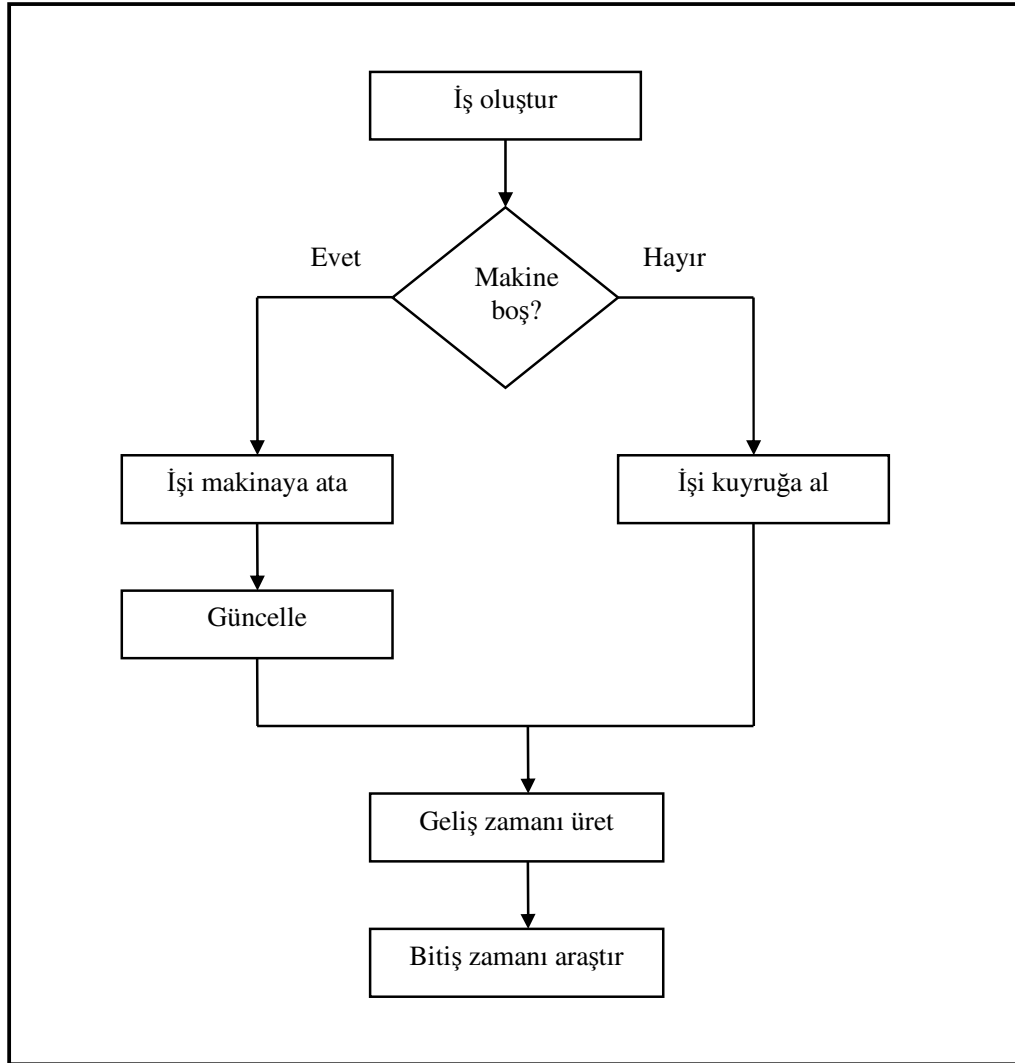 İş oluştur
Evet
Hayır
Makine
boş?
İşi makinaya ata
İşi kuyruğa al
Güncelle
Geliş zamanı üret
Bitiş zamanı araştır